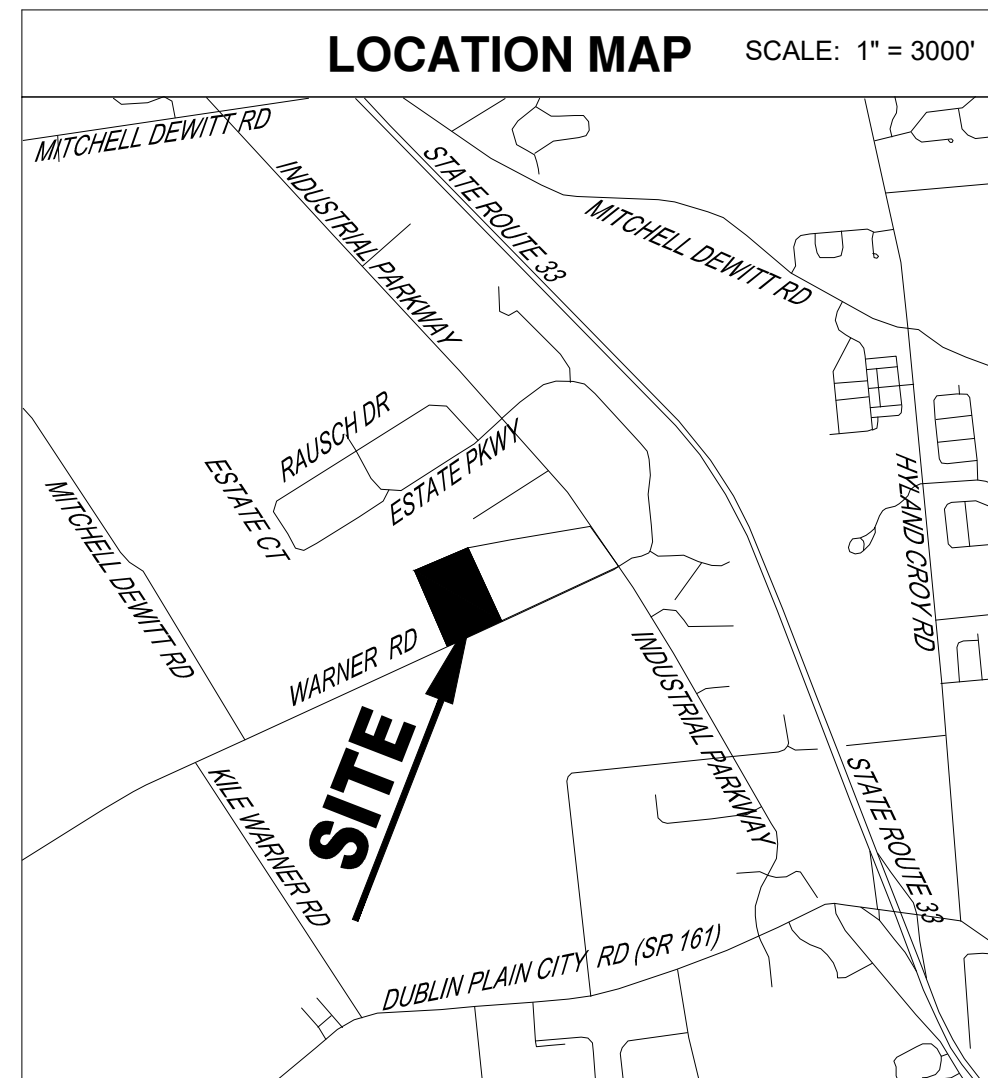 LOCATION MAP SCALE: 1" = 3000'
MITCHELL DEWITT RD
INDUSTRIAL PARKWAY
STATE ROUTE 33
MITCHELL DEWITT RD
RAUSCH DR
ESTATE CT
ESTATE PKWY
HYLAND CROY RD
MITCHELL DEWITT RD
WARNER RD
INDUSTRIAL PARKWAY
SITE
KILE WARNER RD
STATE ROUTE 33
DUBLIN PLAIN CITY RD (SR 161)